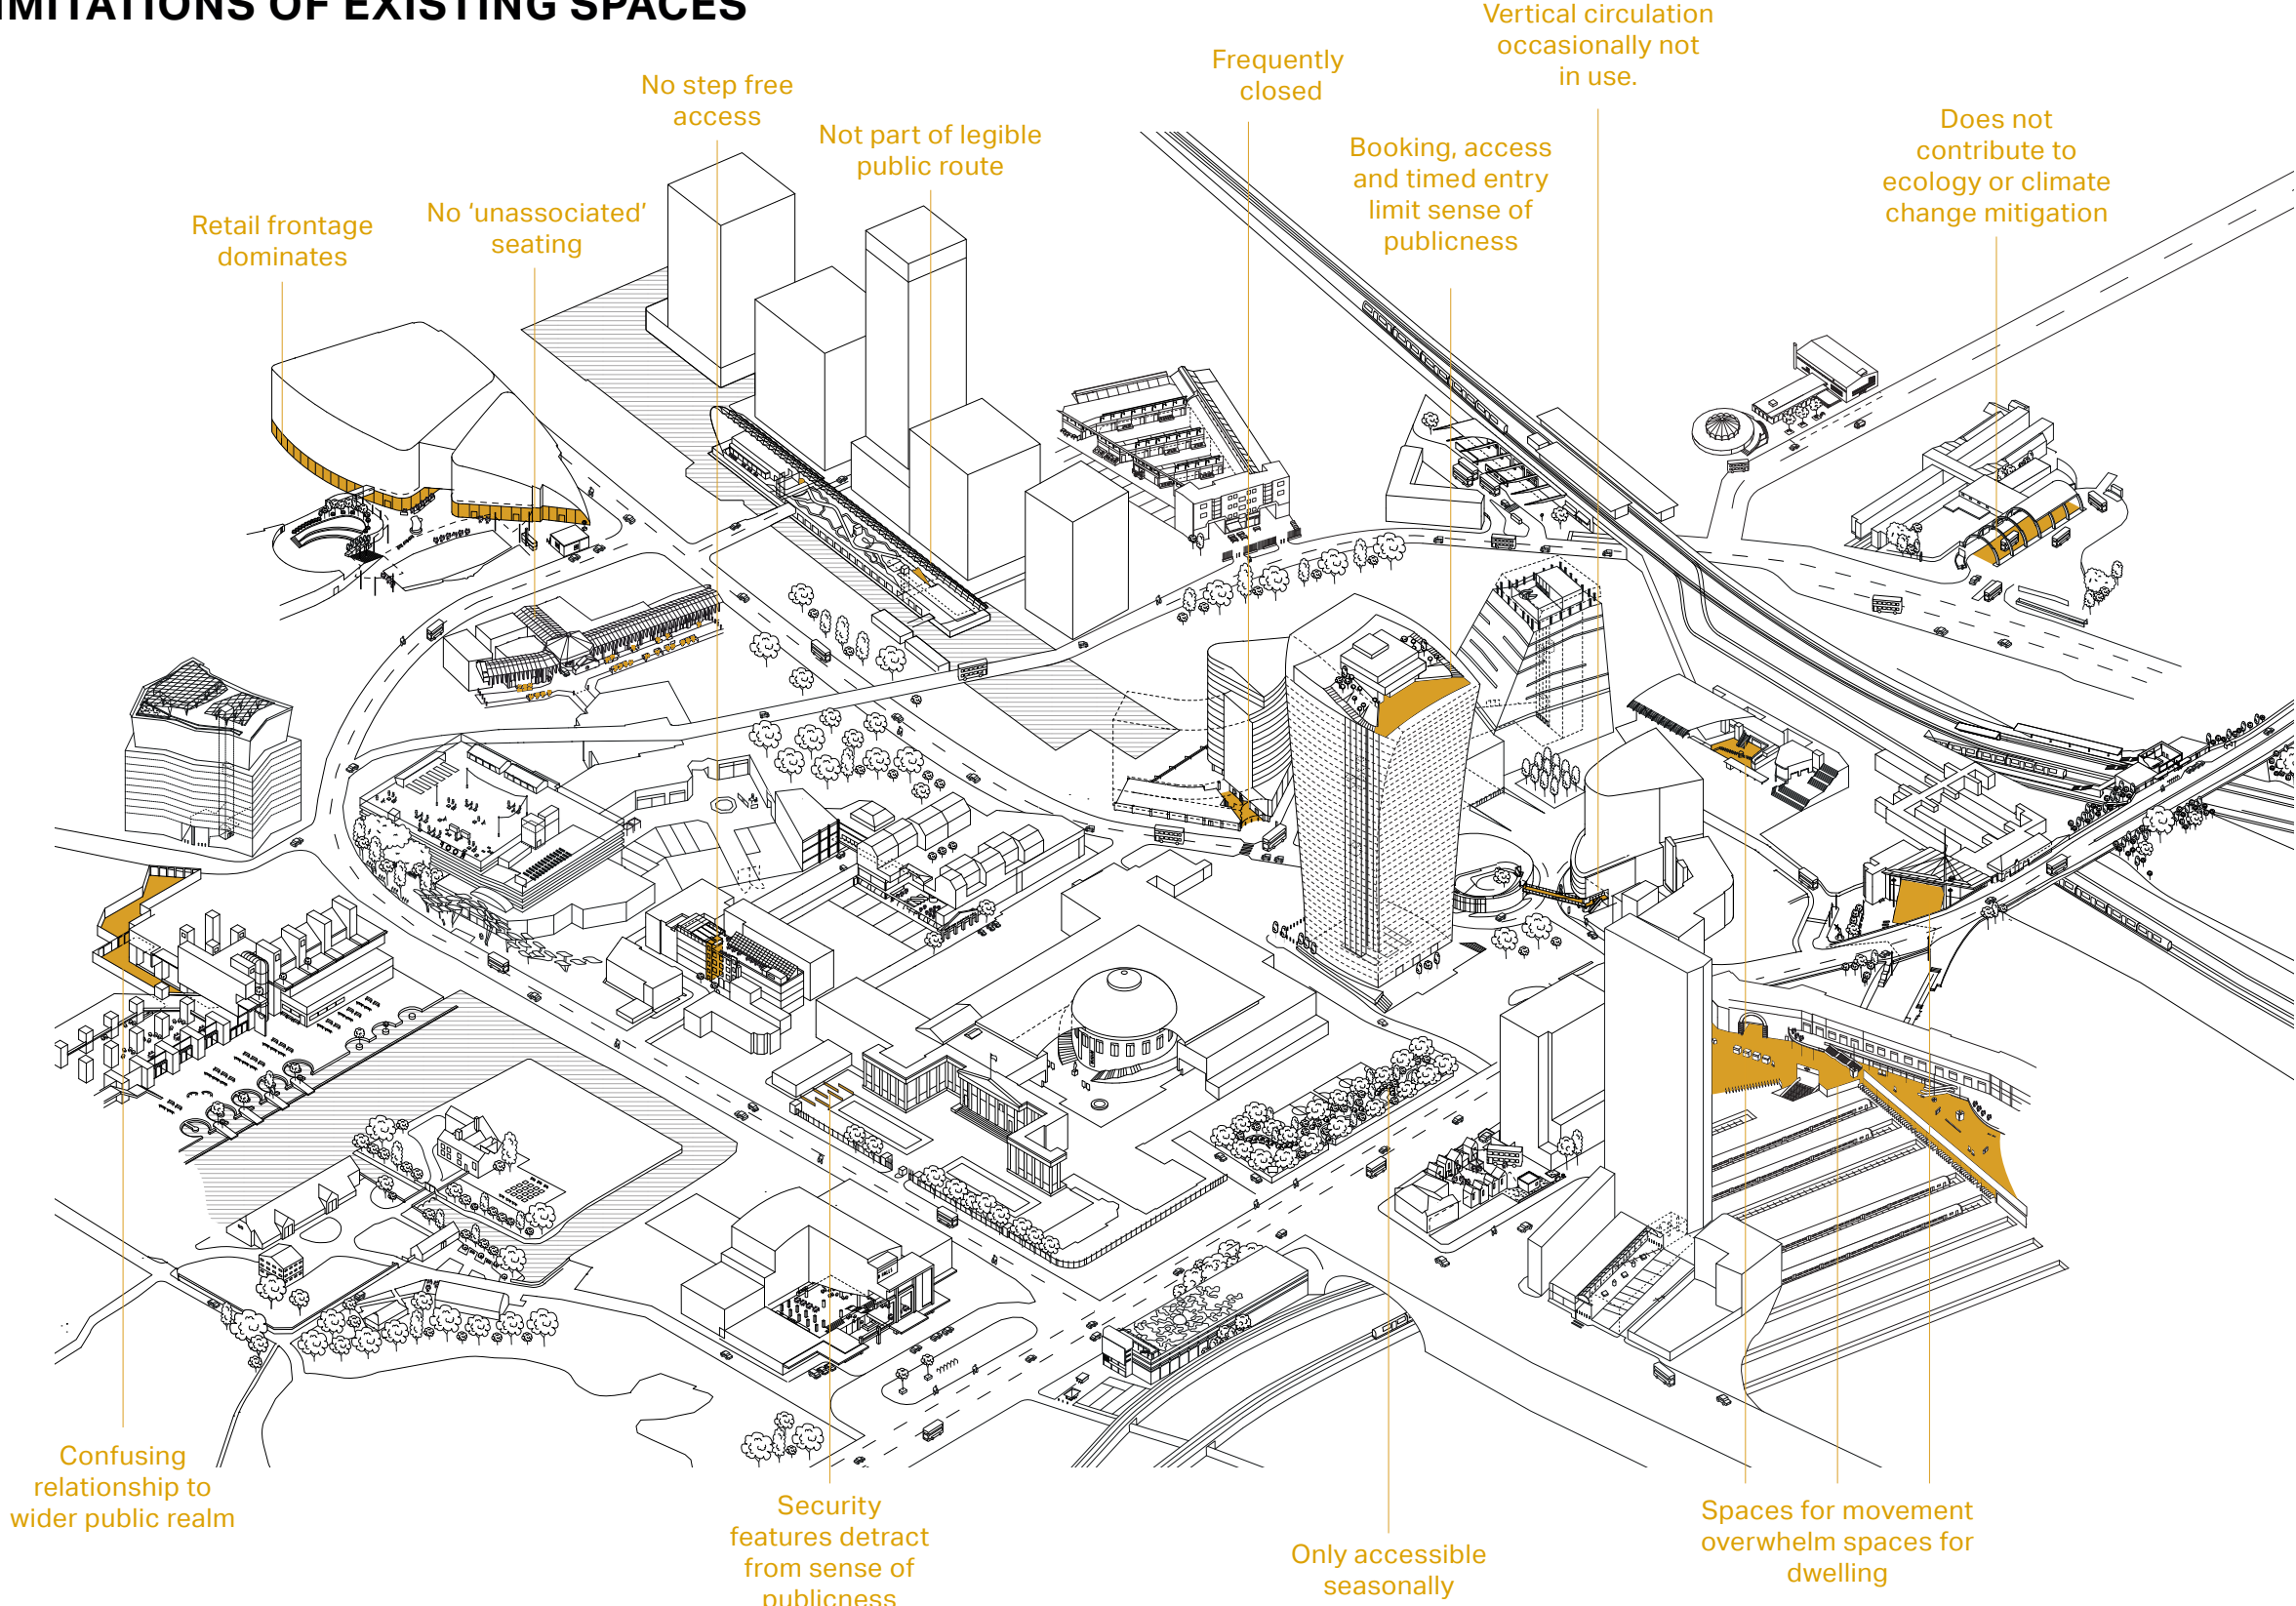 IMITATIONS OF EXISTING SPACES
Vertical circulation
occasionally not
in use.
Frequently
closed
No step free
access
Not part of legible
public route
Booking, access
and timed entry
limit sense of
publicness
Does not
contribute to
ecology or climate
change mitigation
No ‘unassociated’
seating
Retail frontage
dominates
Confusing
relationship to
wider public realm
Security
features detract
from sense of
publicness
Only accessible
seasonally
Spaces for movement
overwhelm spaces for
dwelling